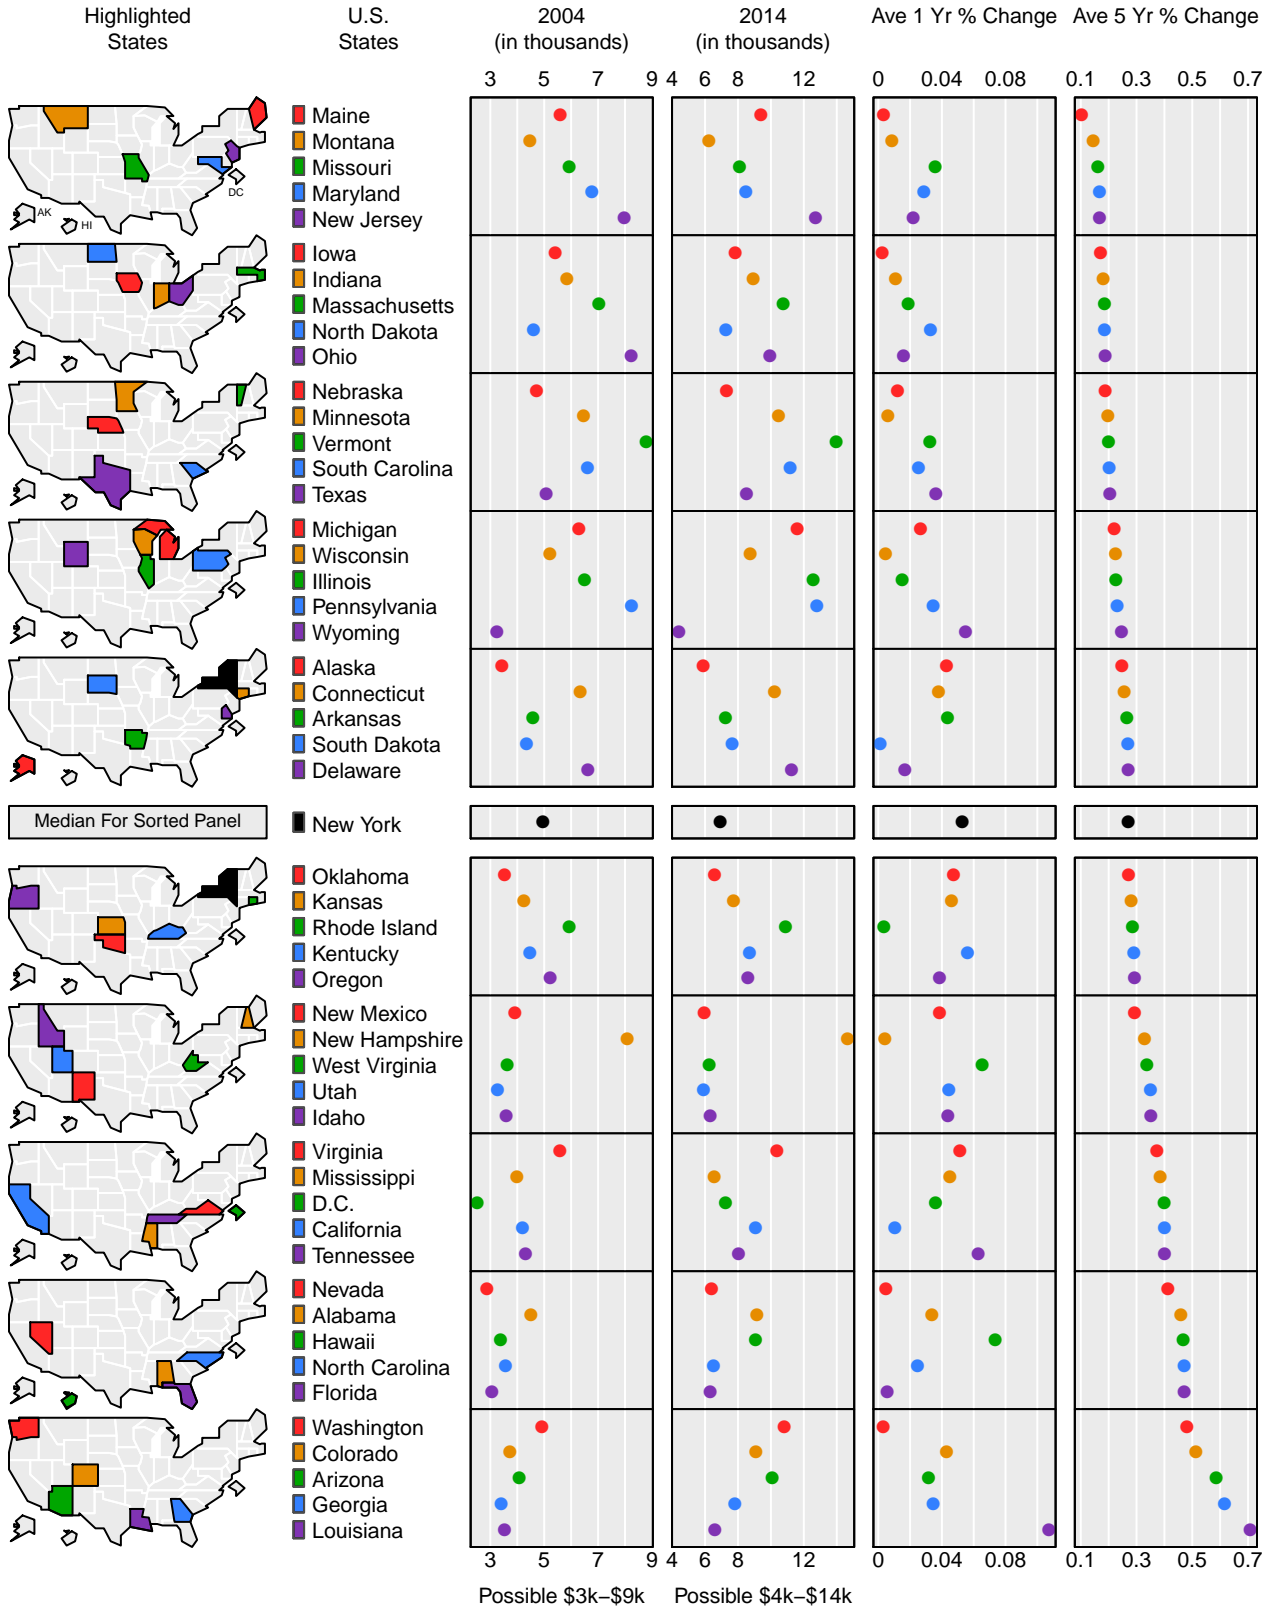 Highlighted
States
U.S.
States
2004
(in thousands)
2014
(in thousands)
Ave 1 Yr % Change
Ave 5 Yr % Change
3 5 7 9
4 6 8 12
0 0.04 0.08
0.1 0.3 0.5 0.7
Maine
Montana
Missouri
Maryland
New Jersey
AK
HI
DC
Iowa
Indiana
Massachusetts
North Dakota
Ohio
Nebraska
Minnesota
Vermont
South Carolina
Texas
Michigan
Wisconsin
Illinois
Pennsylvania
Wyoming
Alaska
Connecticut
Arkansas
South Dakota
Delaware
Median For Sorted Panel
New York
Oklahoma
Kansas
Rhode Island
Kentucky
Oregon
New Mexico
New Hampshire
West Virginia
Utah
Idaho
Virginia
Mississippi
D.C.
California
Tennessee
Nevada
Alabama
Hawaii
North Carolina
Florida
Washington
Colorado
Arizona
Georgia
Louisiana
3 5 7 9
4 6 8 12
0 0.04 0.08
0.1 0.3 0.5 0.7
Possible $3k–$9k
Possible $4k–$14k